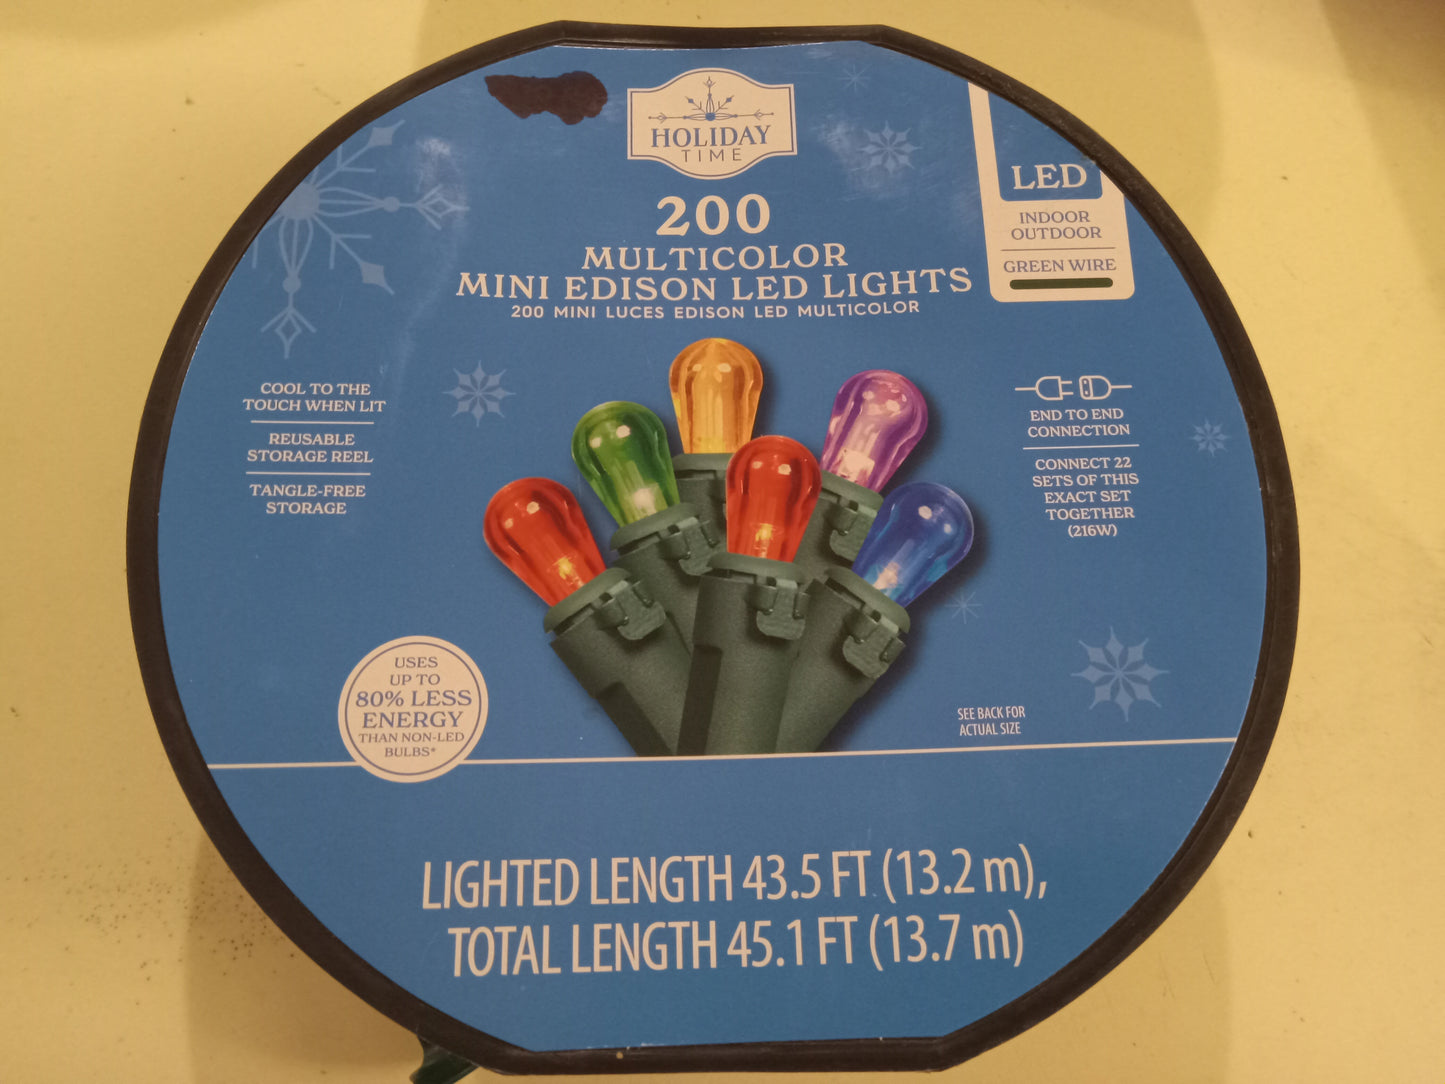 HOLIDAY
TIME
200
MULTICOLOR
MINI EDISON LED LIGHTS
200 MINI LUCES EDISON LED MULTICOLOR
LED
INDOOR
OUTDOOR
GREEN WIRE
COOL TO THE
TOUCH WHEN LIT
REUSABLE
STORAGE REEL
TANGLE-FREE
STORAGE
END TO END
CONNECTION
CONNECT 22
SETS OF THIS
EXACT SET
TOGETHER
(216W)
USES
UP TO
80% LESS
ENERGY
THAN NON-LED
BULBS*
SEE BACK FOR
ACTUAL SIZE
LIGHTED LENGTH 43.5 FT (13.2 m),
TOTAL LENGTH 45.1 FT (13.7 m)